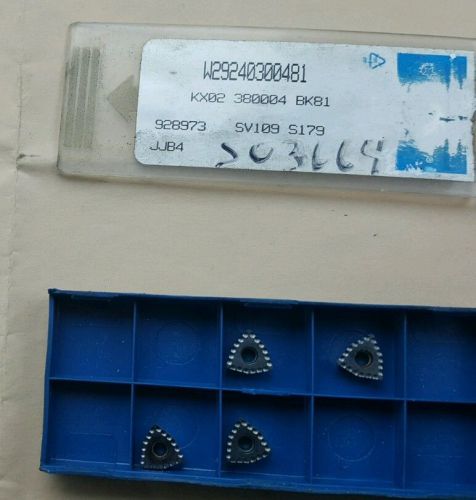 W29240300481
KX02 380004 BK81
928973 SV109 S179
JJB4
203664